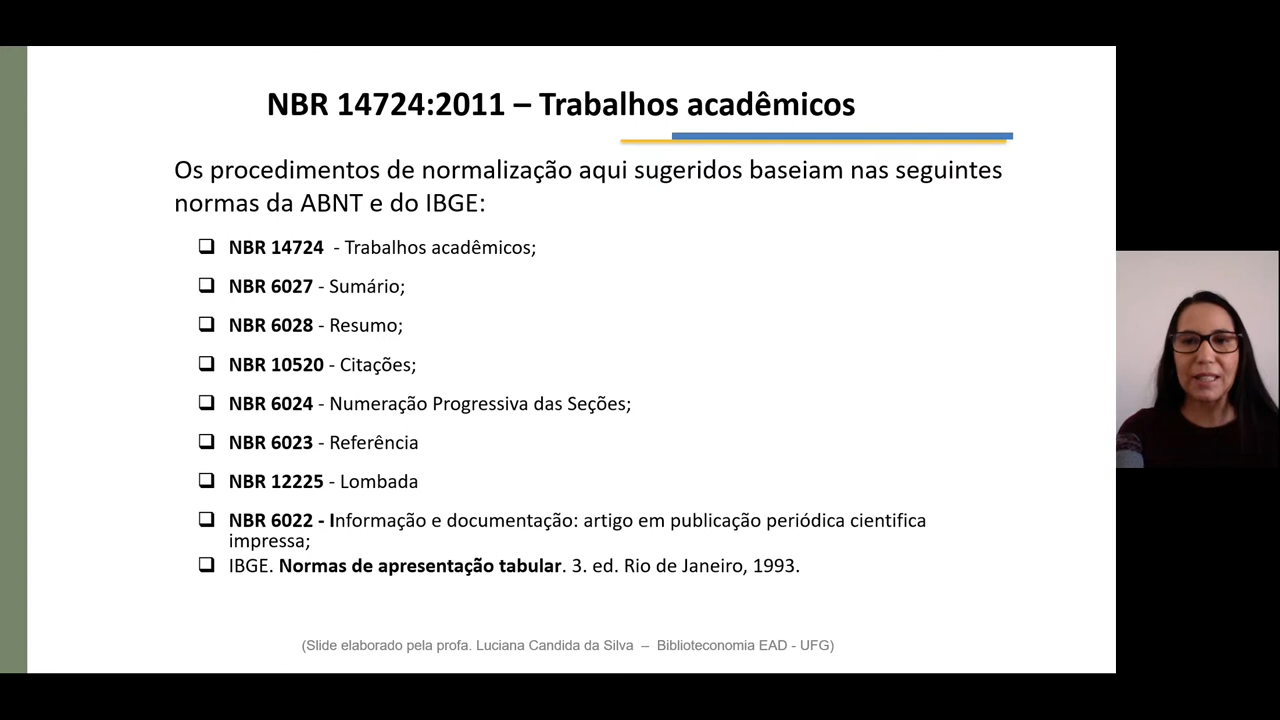 NBR 14724:2011 – Trabalhos acadêmicos
Os procedimentos de normalização aqui sugeridos baseiam nas seguintes
normas da ABNT e do IBGE:
❑ NBR 14724 - Trabalhos acadêmicos;
❑ NBR 6027 - Sumário;
❑ NBR 6028 - Resumo;
❑ NBR 10520 - Citações;
❑ NBR 6024 - Numeração Progressiva das Seções;
❑ NBR 6023 - Referência
❑ NBR 12225 - Lombada
❑ NBR 6022 - Informação e documentação: artigo em publicação periódica cientifica
impressa;
❑ IBGE. Normas de apresentação tabular. 3. ed. Rio de Janeiro, 1993.
(Slide elaborado pela profa. Luciana Candida da Silva – Biblioteconomia EAD - UFG)